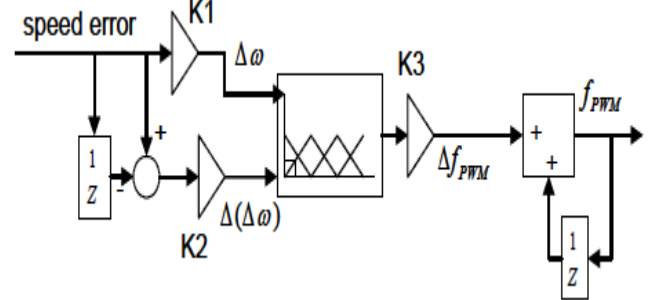 speed error
K1
Δω
K3
f_PWM
1
Z
+
-
K2
Δ(Δω)
Δf_PWM
+
+
1
Z